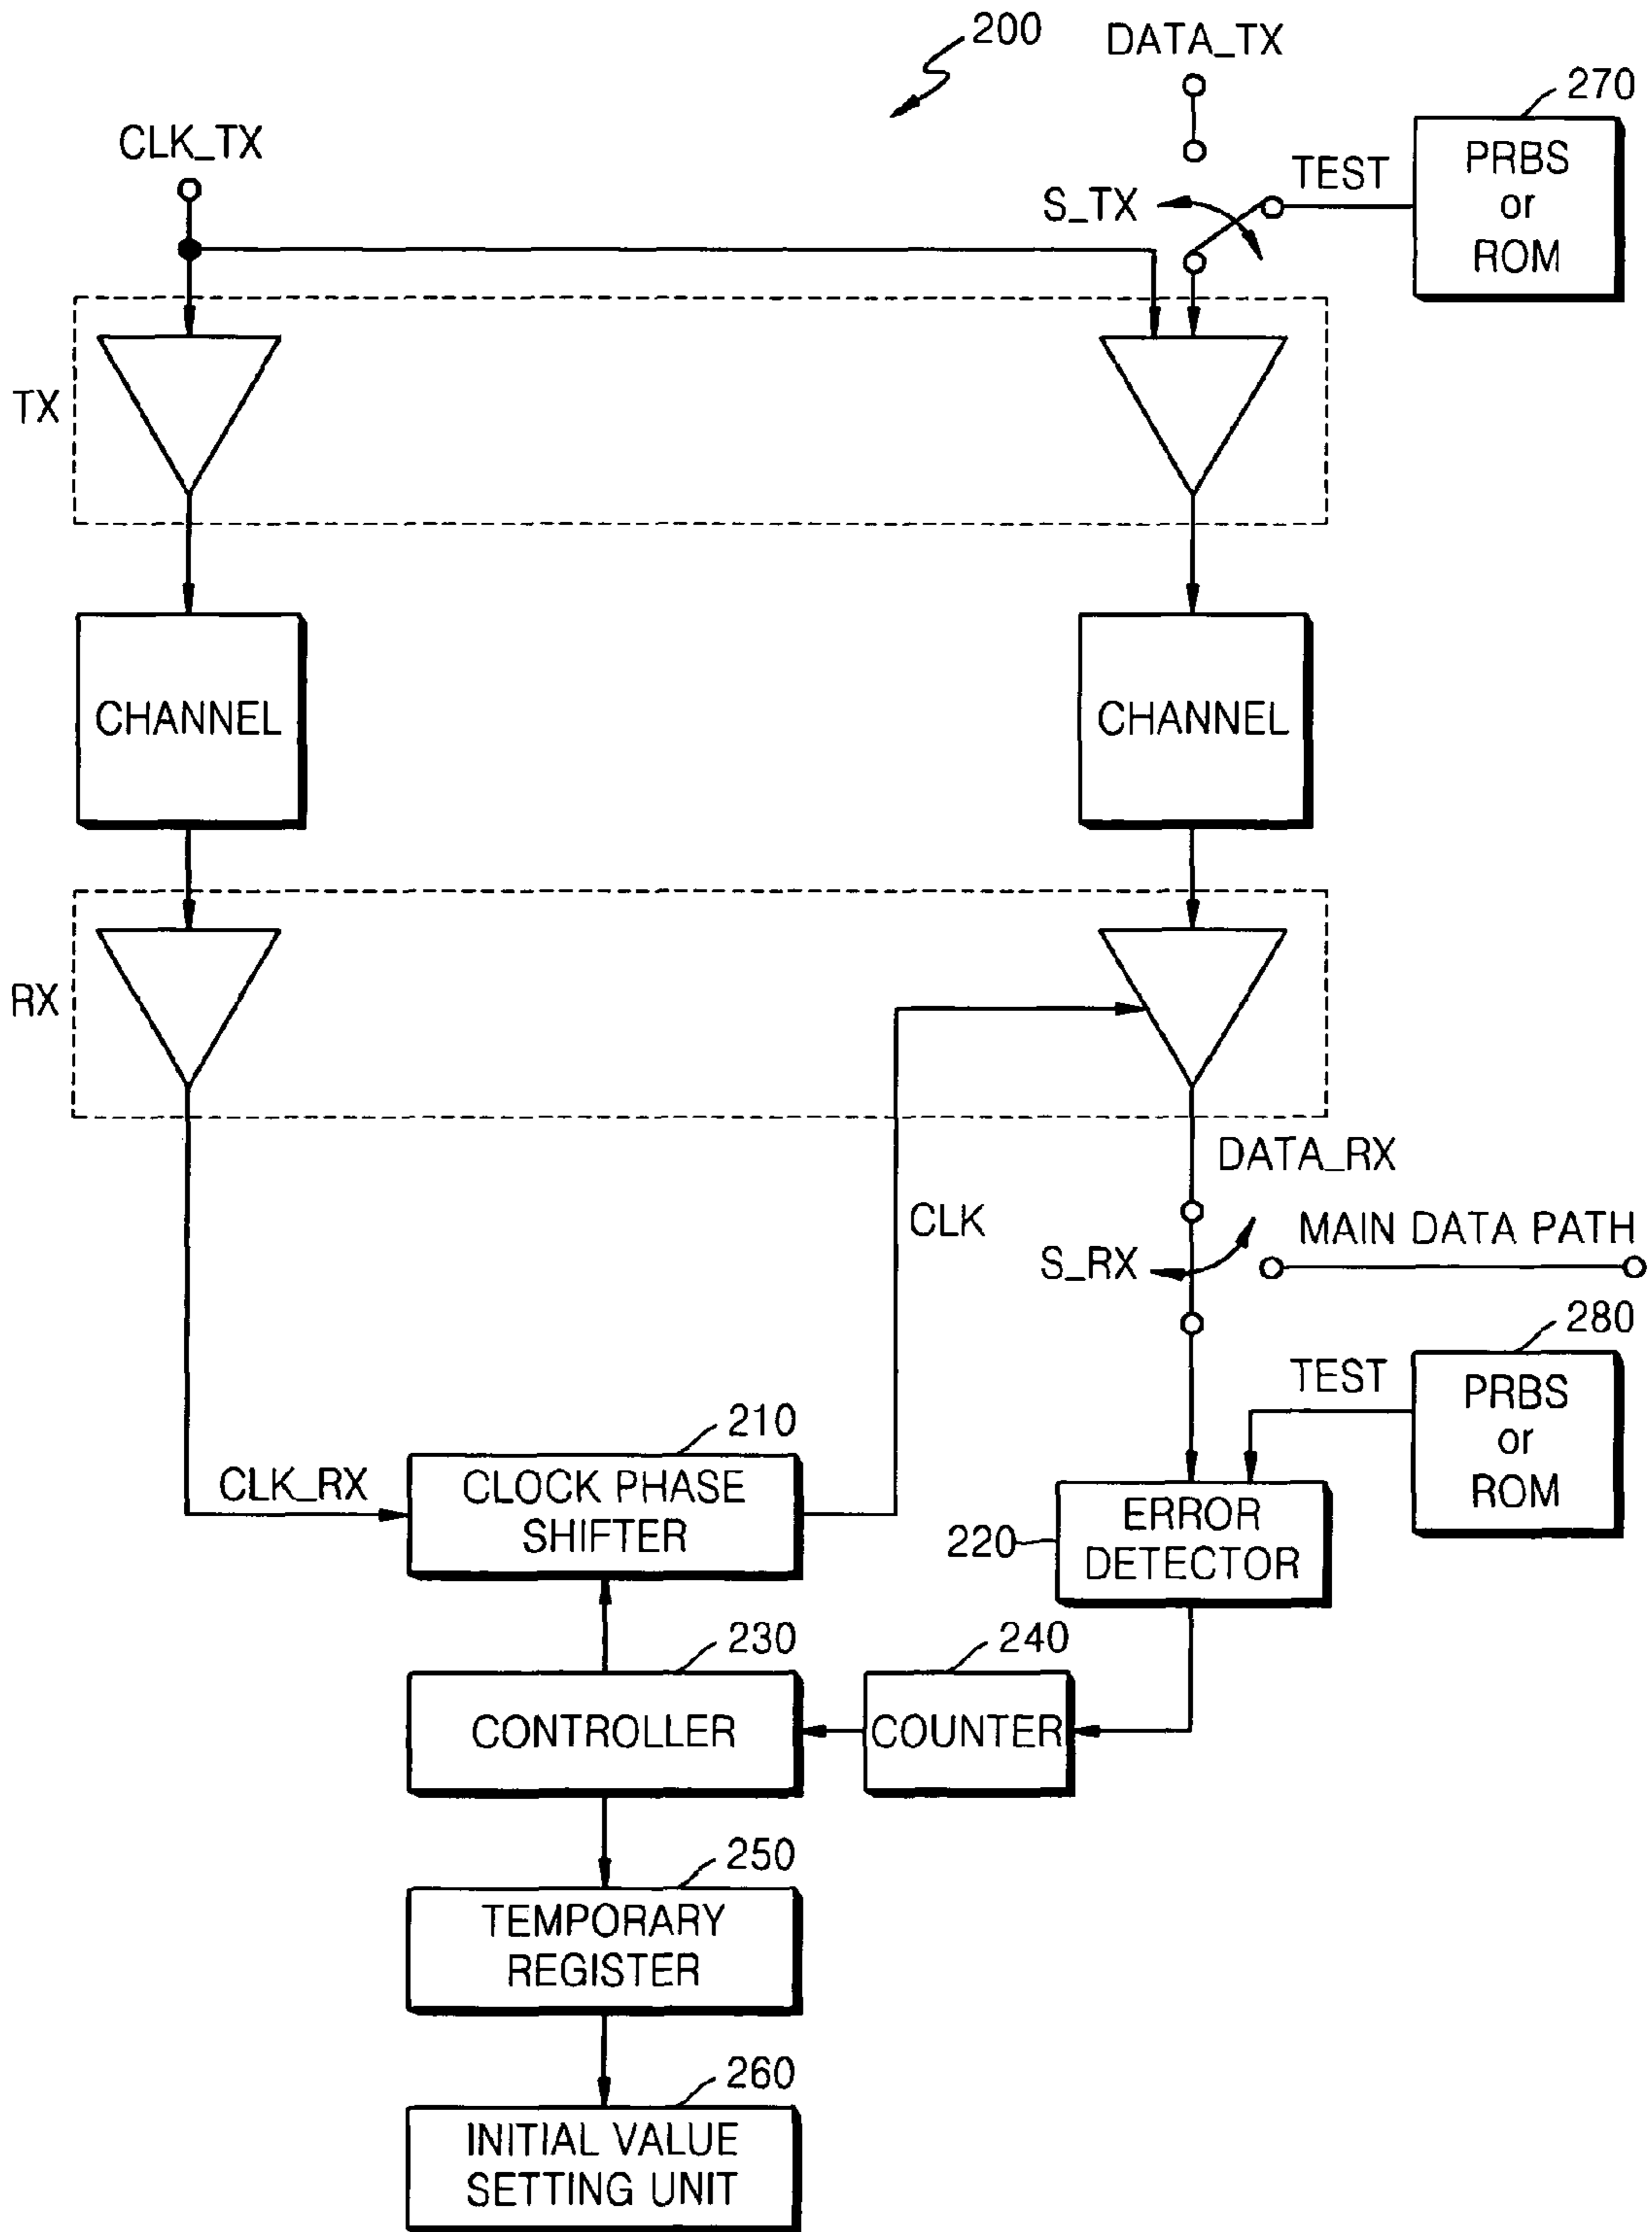 200
DATA_TX
270
CLK_TX
PRBS
or
ROM
TEST
S_TX
TX
CHANNEL
CHANNEL
RX
DATA_RX
CLK
MAIN DATA PATH
S_RX
280
TEST
PRBS
or
ROM
210
CLK_RX
CLOCK PHASE
SHIFTER
220
ERROR
DETECTOR
230
240
CONTROLLER
COUNTER
250
TEMPORARY
REGISTER
260
INITIAL VALUE
SETTING UNIT